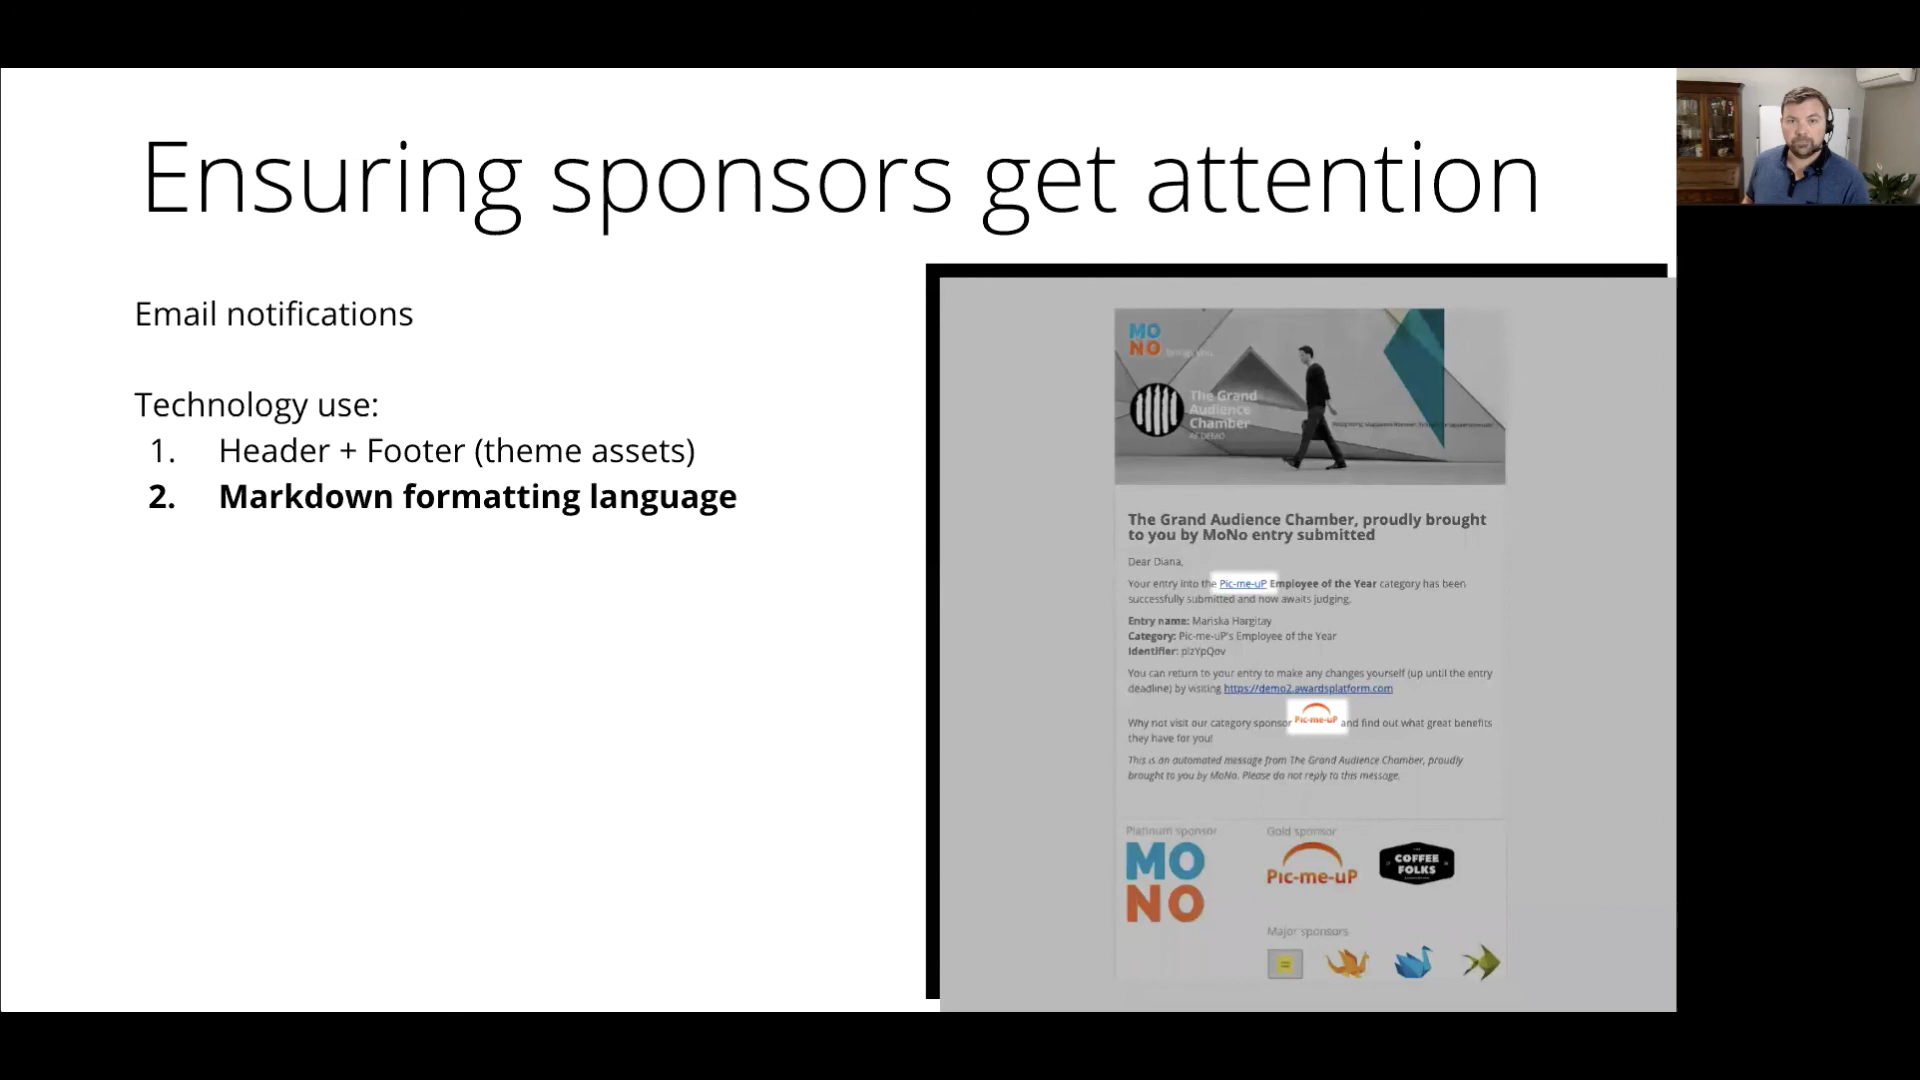 Ensuring sponsors get attention
Email notifications
Technology use:
1. Header + Footer (theme assets)
2. Markdown formatting language
MO
NO brings you
The Grand
Audience
Chamber
AF DEMO
The Grand Audience Chamber, proudly brought
to you by MoNo entry submitted
Dear Diana,
Your entry into the Pic-me-uP Employee of the Year category has been
successfully submitted and now awaits judging.
Entry name: Mariska Hargitay
Category: Pic-me-uP's Employee of the Year
Identifier: plzYpQov
You can return to your entry to make any changes yourself (up until the entry
deadline) by visiting https://demo2.awardsplatform.com
Why not visit our category sponsor Pic-me-uP and find out what great benefits
they have for you!
This is an automated message from The Grand Audience Chamber, proudly
brought to you by MoNo. Please do not reply to this message.
Platinum sponsor
MO
NO
Gold sponsor
Pic-me-uP
COFFEE
FOLKS
Major sponsors